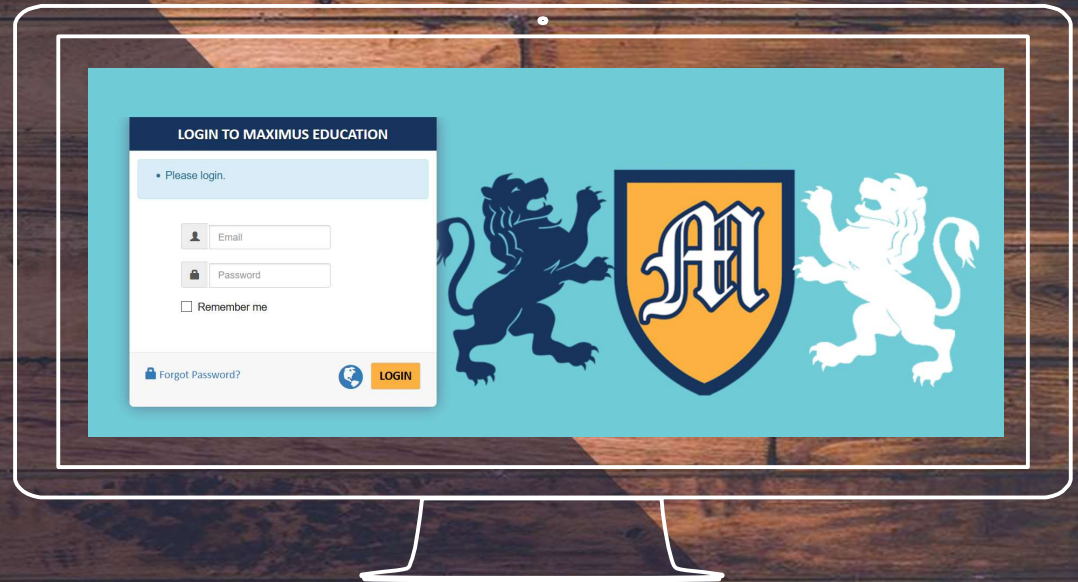 LOGIN TO MAXIMUS EDUCATION
• Please login.
Email
Password
Remember me
Forgot Password?
LOGIN
M